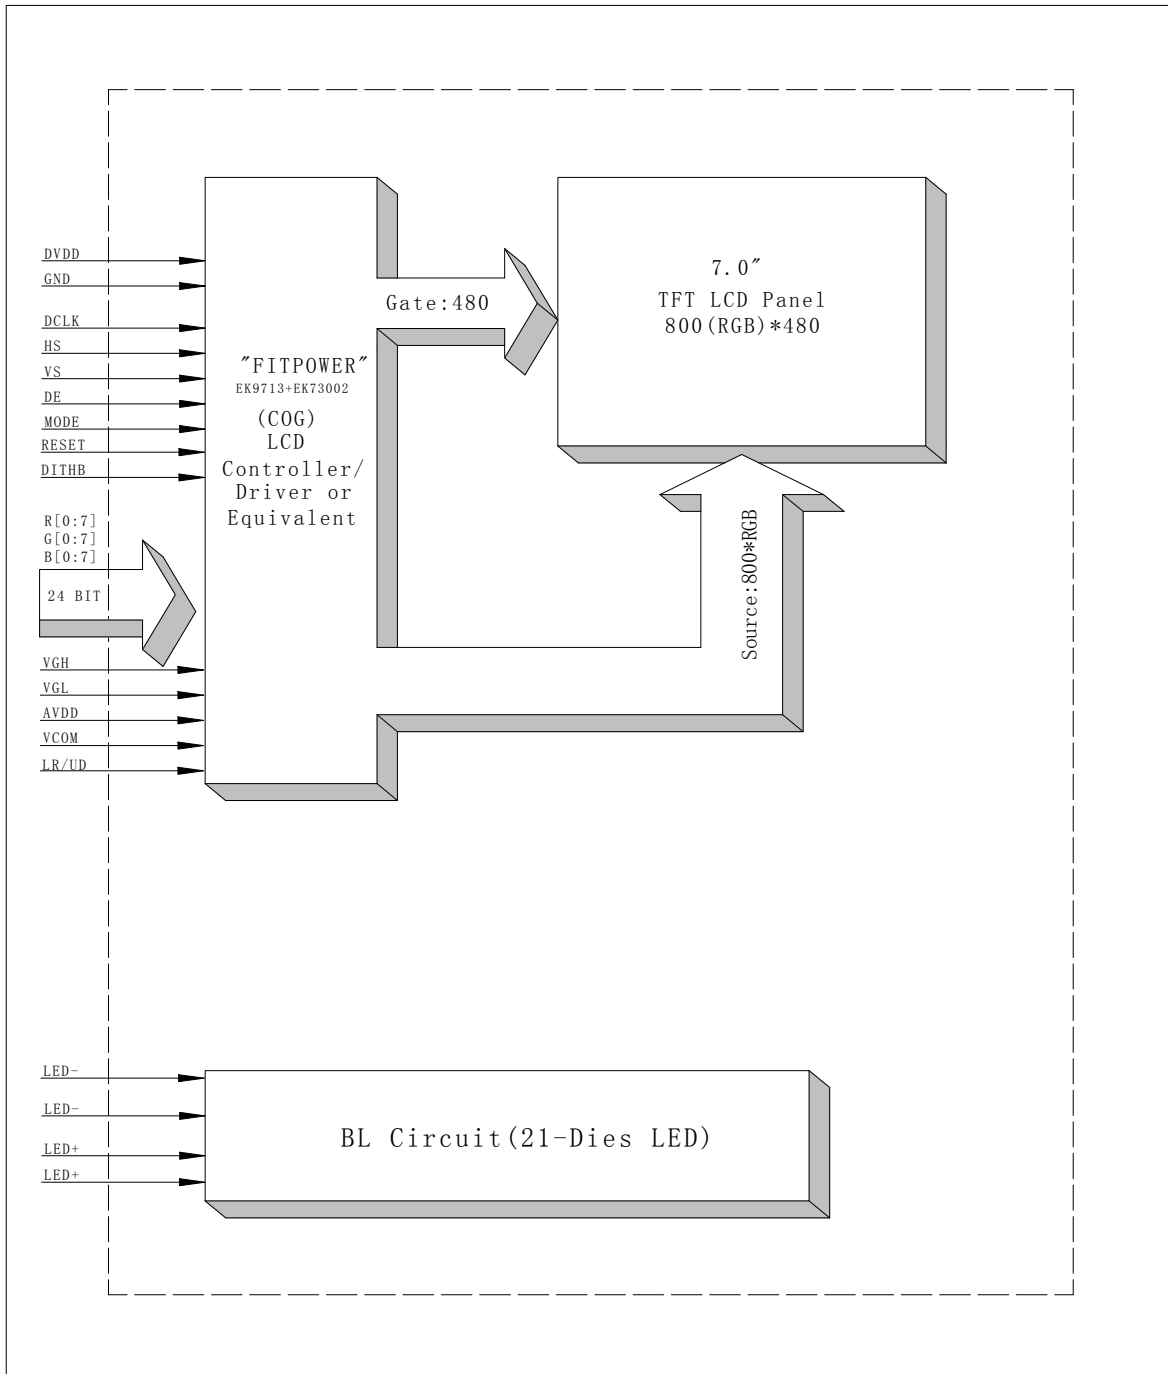 DVDD
GND
DCLK
HS
VS
DE
MODE
RESET
DITHB
R[0:7]
G[0:7]
B[0:7]
24 BIT
VGH
VGL
AVDD
VCOM
LR/UD
"FITPOWER"
EK9713+EK73002
(COG)
LCD
Controller/
Driver or
Equivalent
Gate:480
7.0"
TFT LCD Panel
800(RGB)*480
Source:800*RGB
LED-
LED-
LED+
LED+
BL Circuit(21-Dies LED)